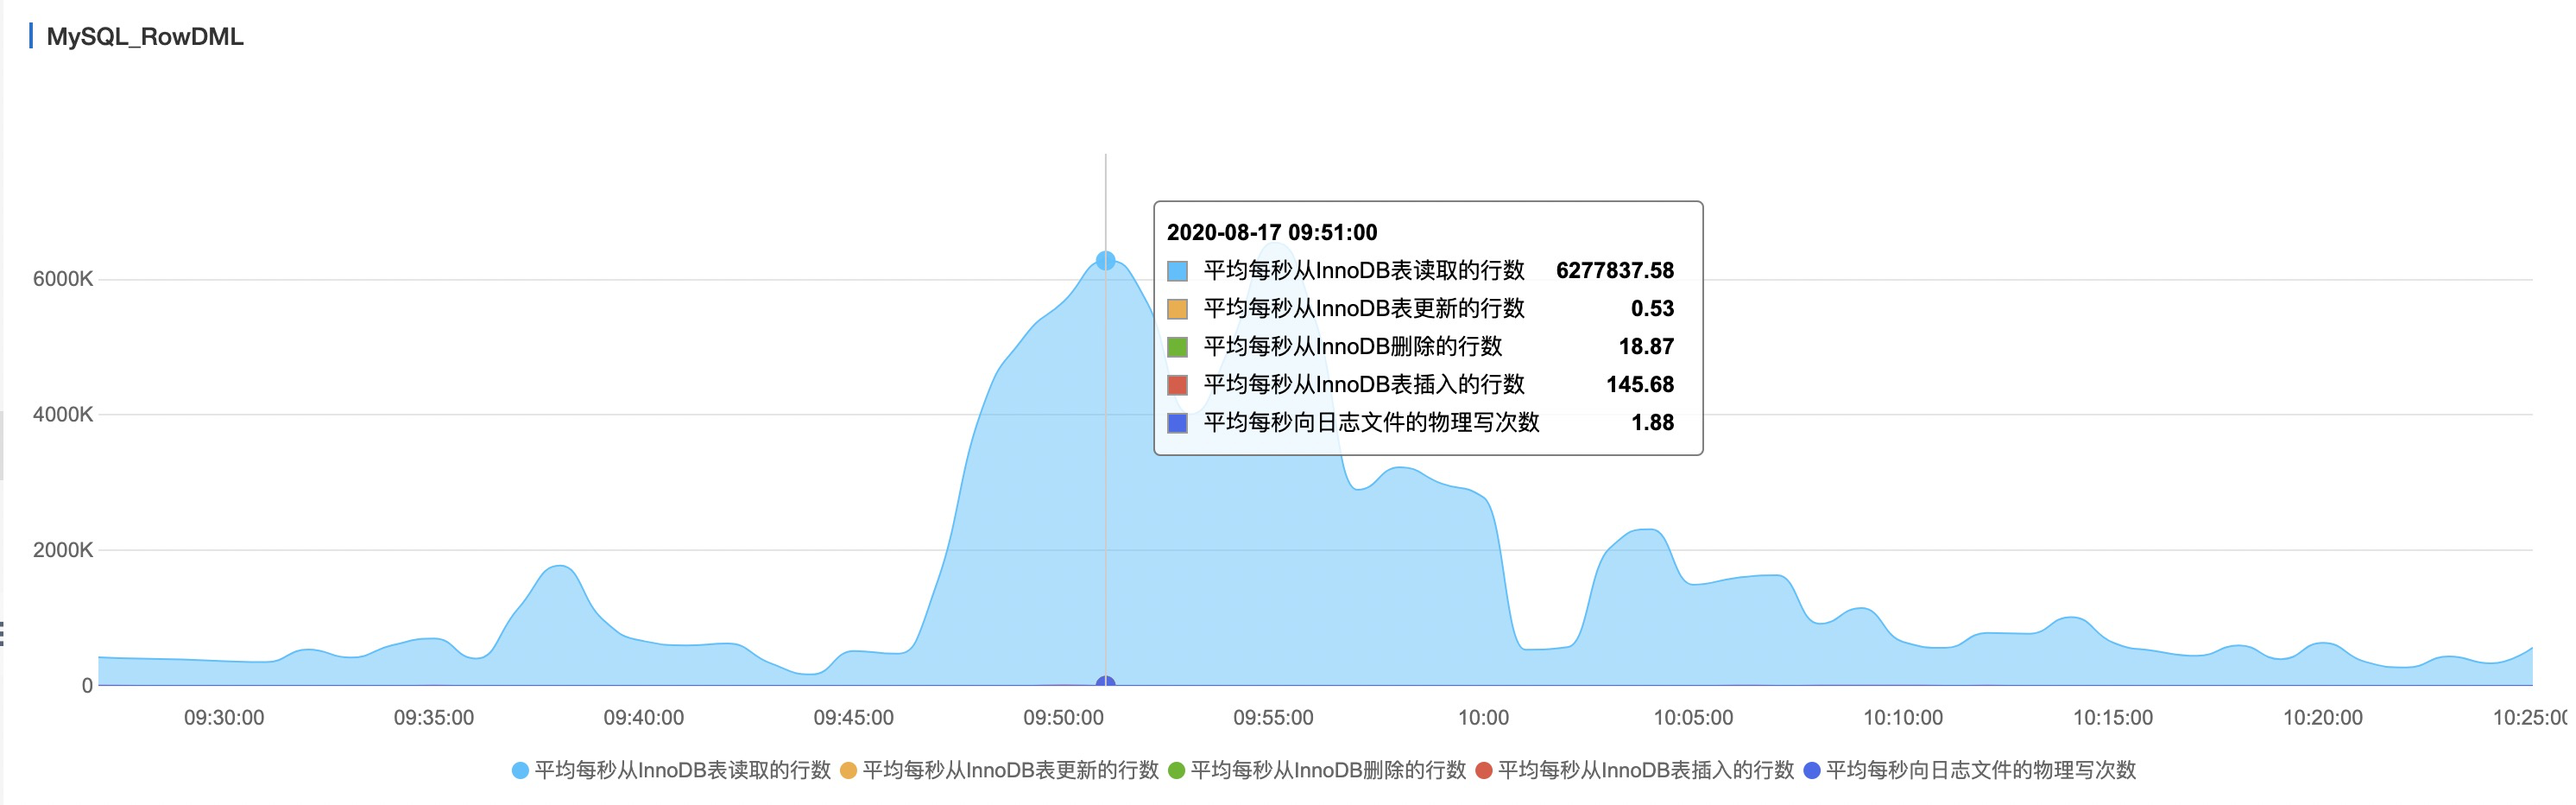 MySQL_RowDML
2020-08-17 09:51:00
平均每秒从InnoDB表读取的行数 6277837.58
平均每秒从InnoDB表更新的行数 0.53
平均每秒从InnoDB删除的行数 18.87
平均每秒从InnoDB表插入的行数 145.68
平均每秒向日志文件的物理写次数 1.88
6000K
4000K
2000K
0
09:30:00 09:35:00 09:40:00 09:45:00 09:50:00 09:55:00 10:00 10:05:00 10:10:00 10:15:00 10:20:00 10:25:0
平均每秒从InnoDB表读取的行数 平均每秒从InnoDB表更新的行数 平均每秒从InnoDB删除的行数 平均每秒从InnoDB表插入的行数 平均每秒向日志文件的物理写次数